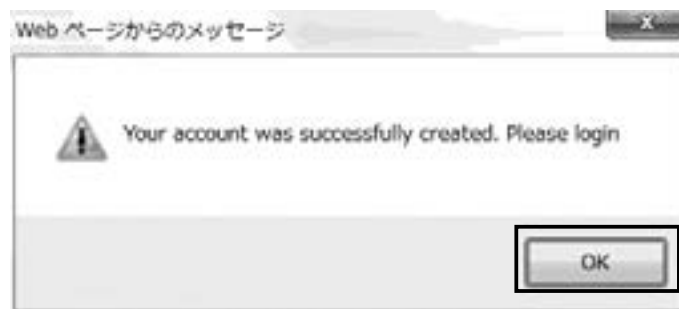 Web ページからのメッセージ
X
Your account was successfully created. Please login
OK